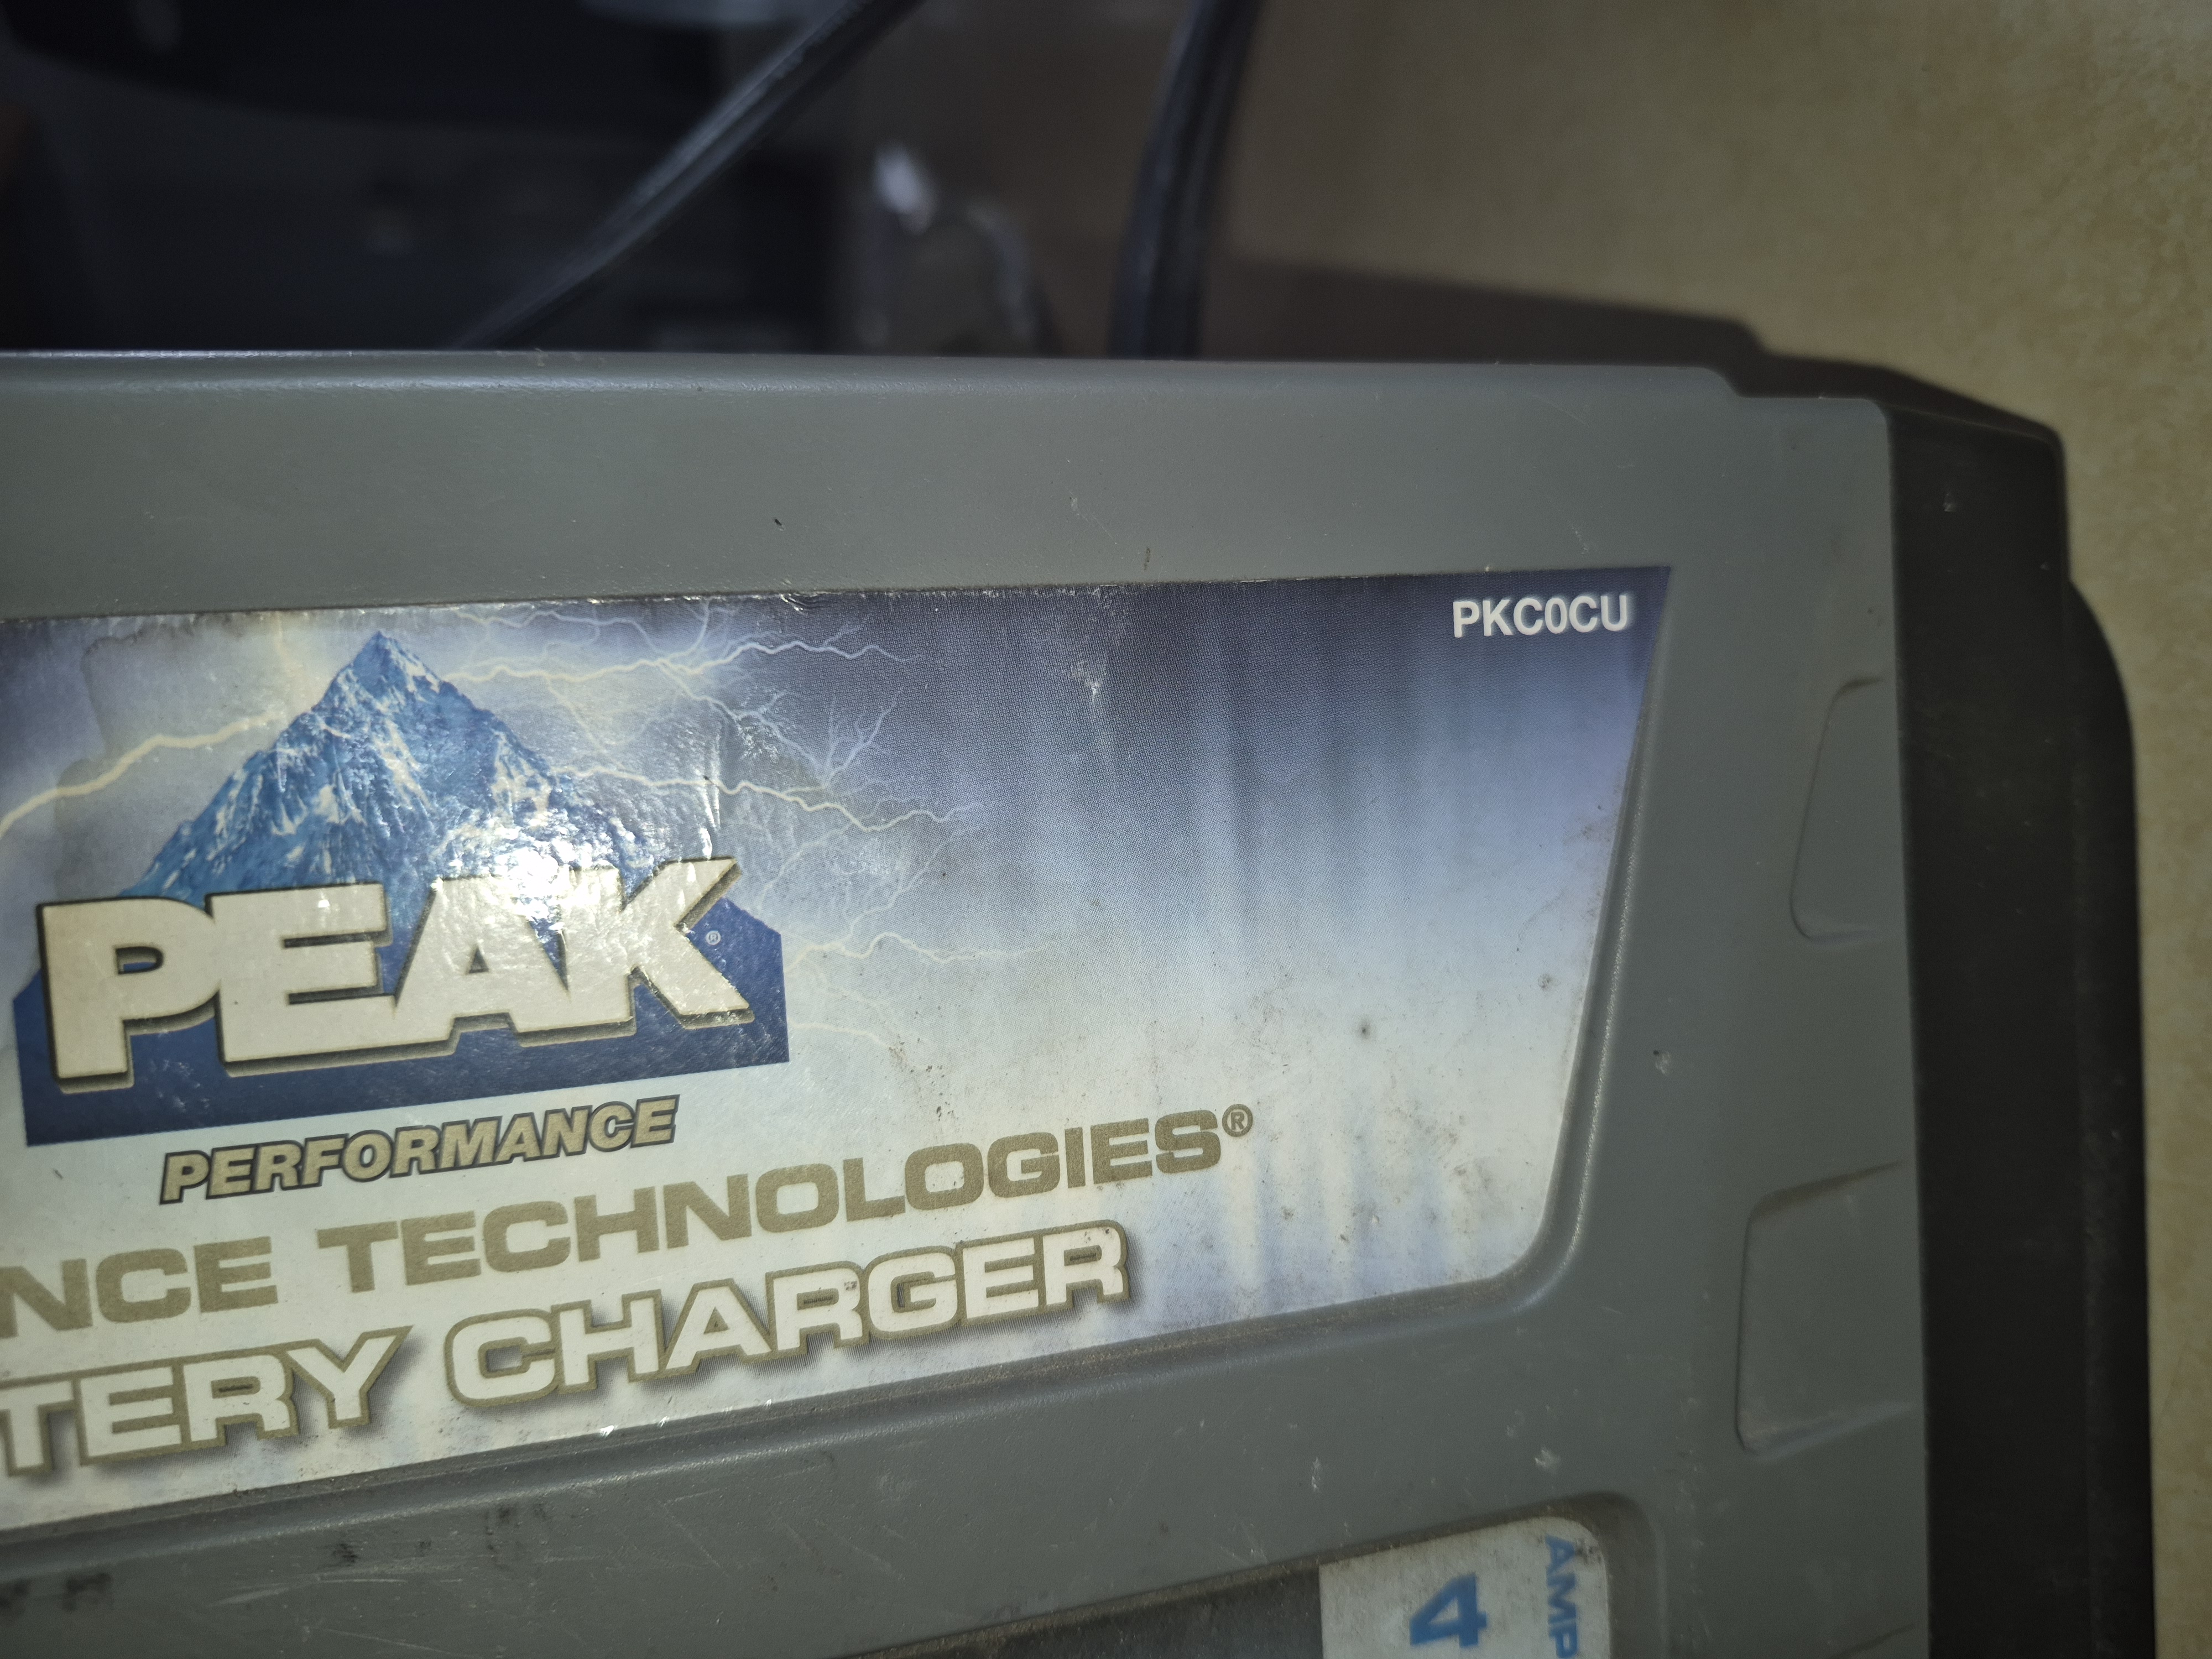 PKC0CU
PEAK®
PERFORMANCE
NCE TECHNOLOGIES®
TERY CHARGER
4
AMP